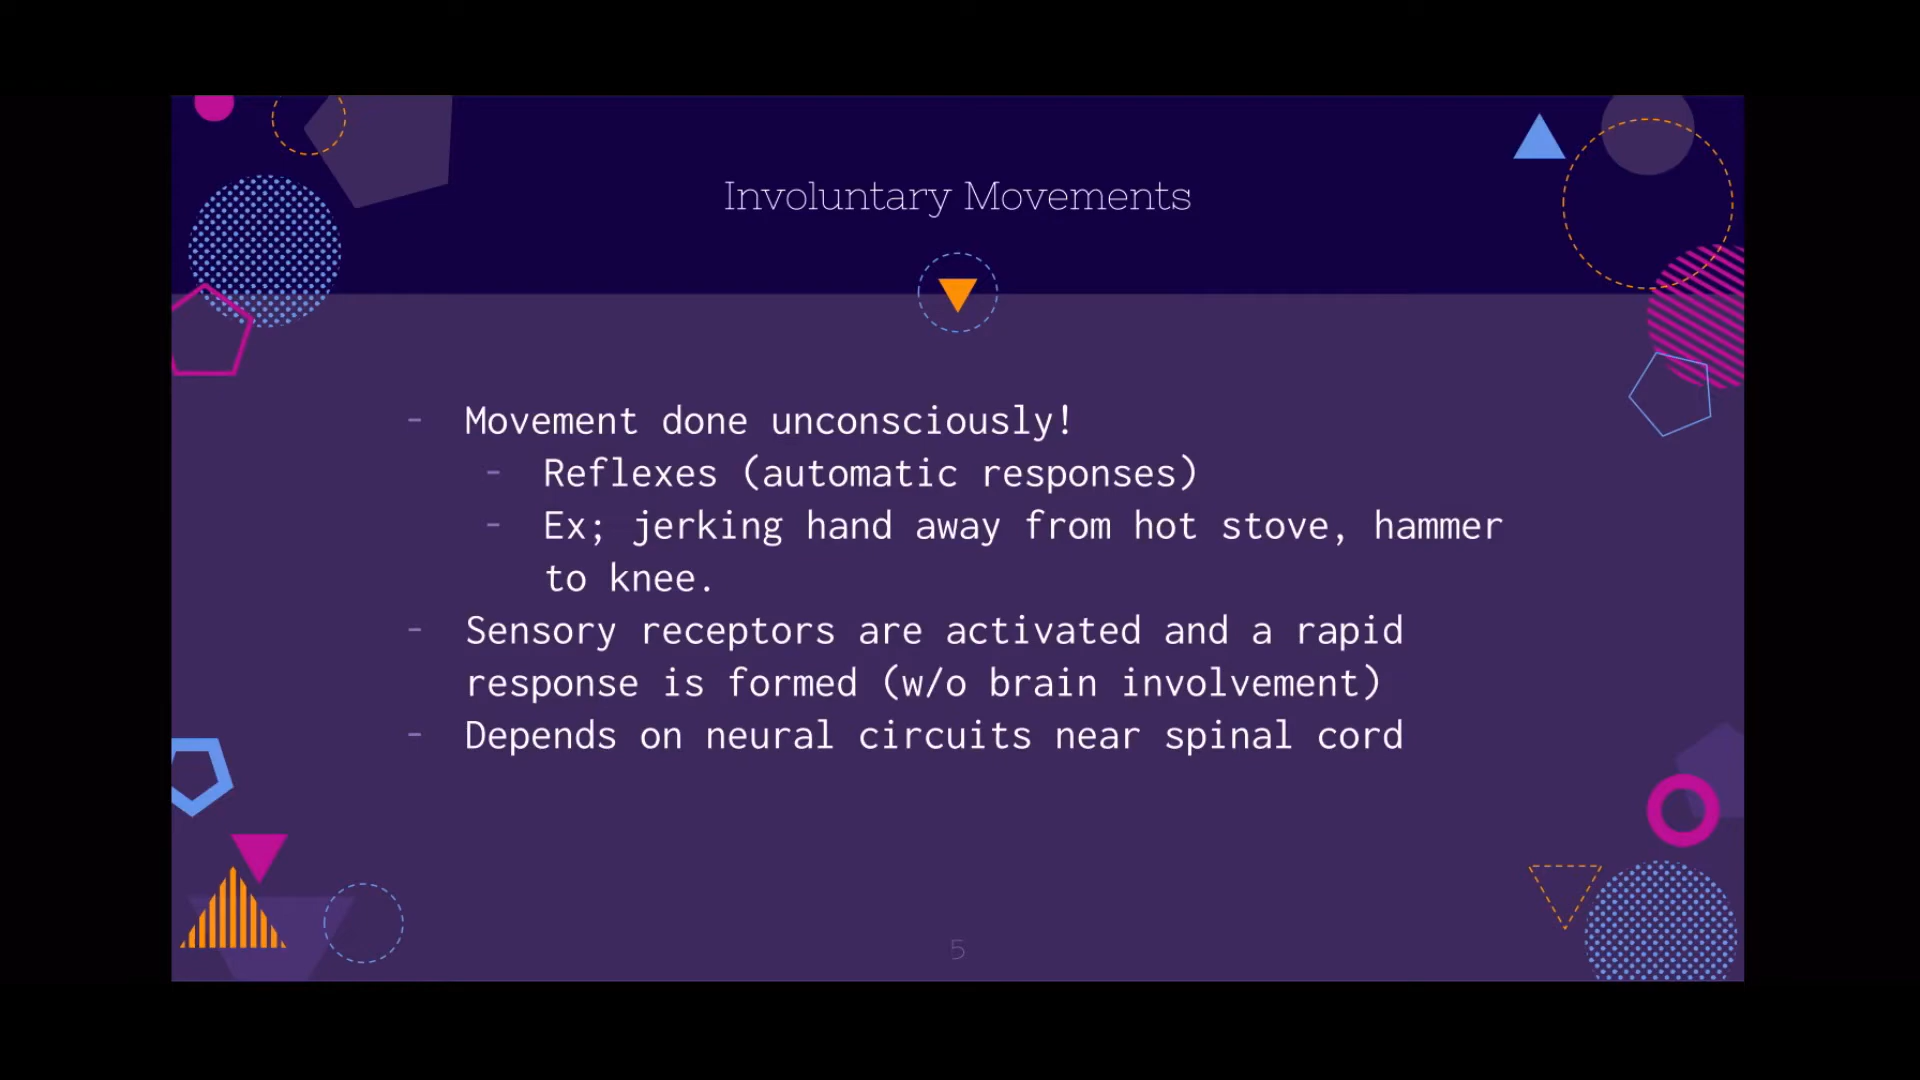 Involuntary Movements
- Movement done unconsciously!
- Reflexes (automatic responses)
- Ex; jerking hand away from hot stove, hammer
to knee.
- Sensory receptors are activated and a rapid
response is formed (w/o brain involvement)
- Depends on neural circuits near spinal cord
5